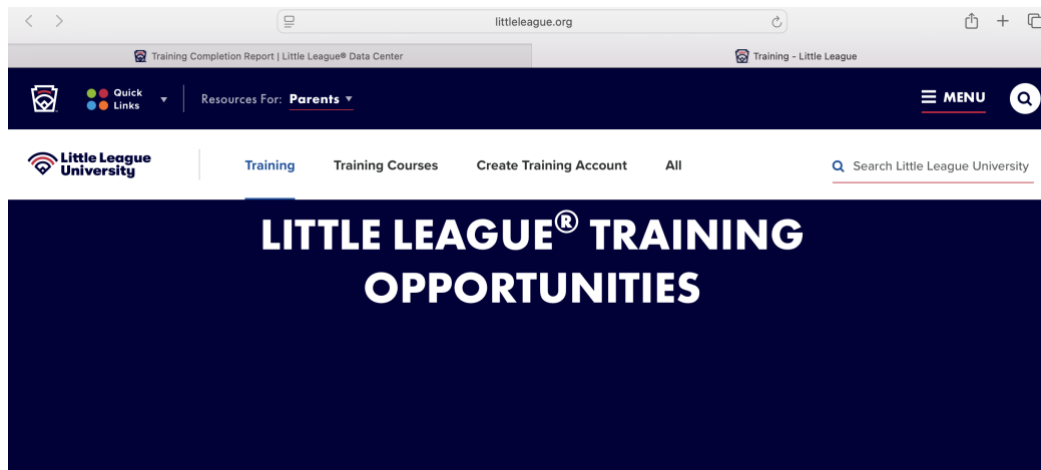 littleleague.org
Training Completion Report | Little League® Data Center
Training - Little League
Quick
Links
Resources For: Parents
MENU
Little League
University
Training
Training Courses
Create Training Account
All
Search Little League University
LITTLE LEAGUE® TRAINING
OPPORTUNITIES